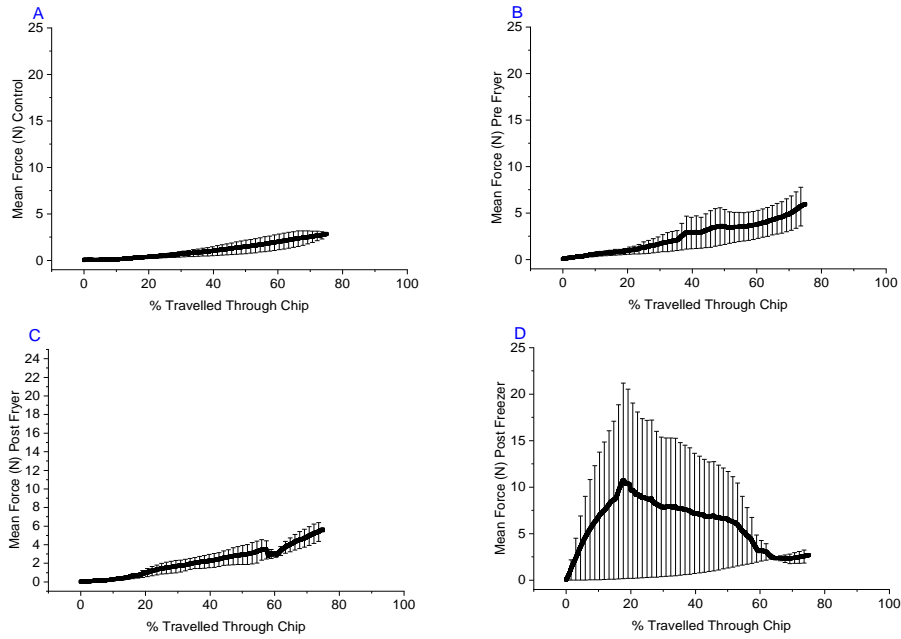 A
25
20
15
10
5
0
Mean Force (N) Control
0 20 40 60 80 100
% Travelled Through Chip
B
25
20
15
10
5
0
Mean Force (N) Pre Fryer
0 20 40 60 80 100
% Travelled Through Chip
C
24
22
20
18
16
14
12
10
8
6
4
2
0
Mean Force (N) Post Fryer
0 20 40 60 80 100
% Travelled Through Chip
D
25
20
15
10
5
0
Mean Force (N) Post Freezer
0 20 40 60 80 100
% Travelled Through Chip